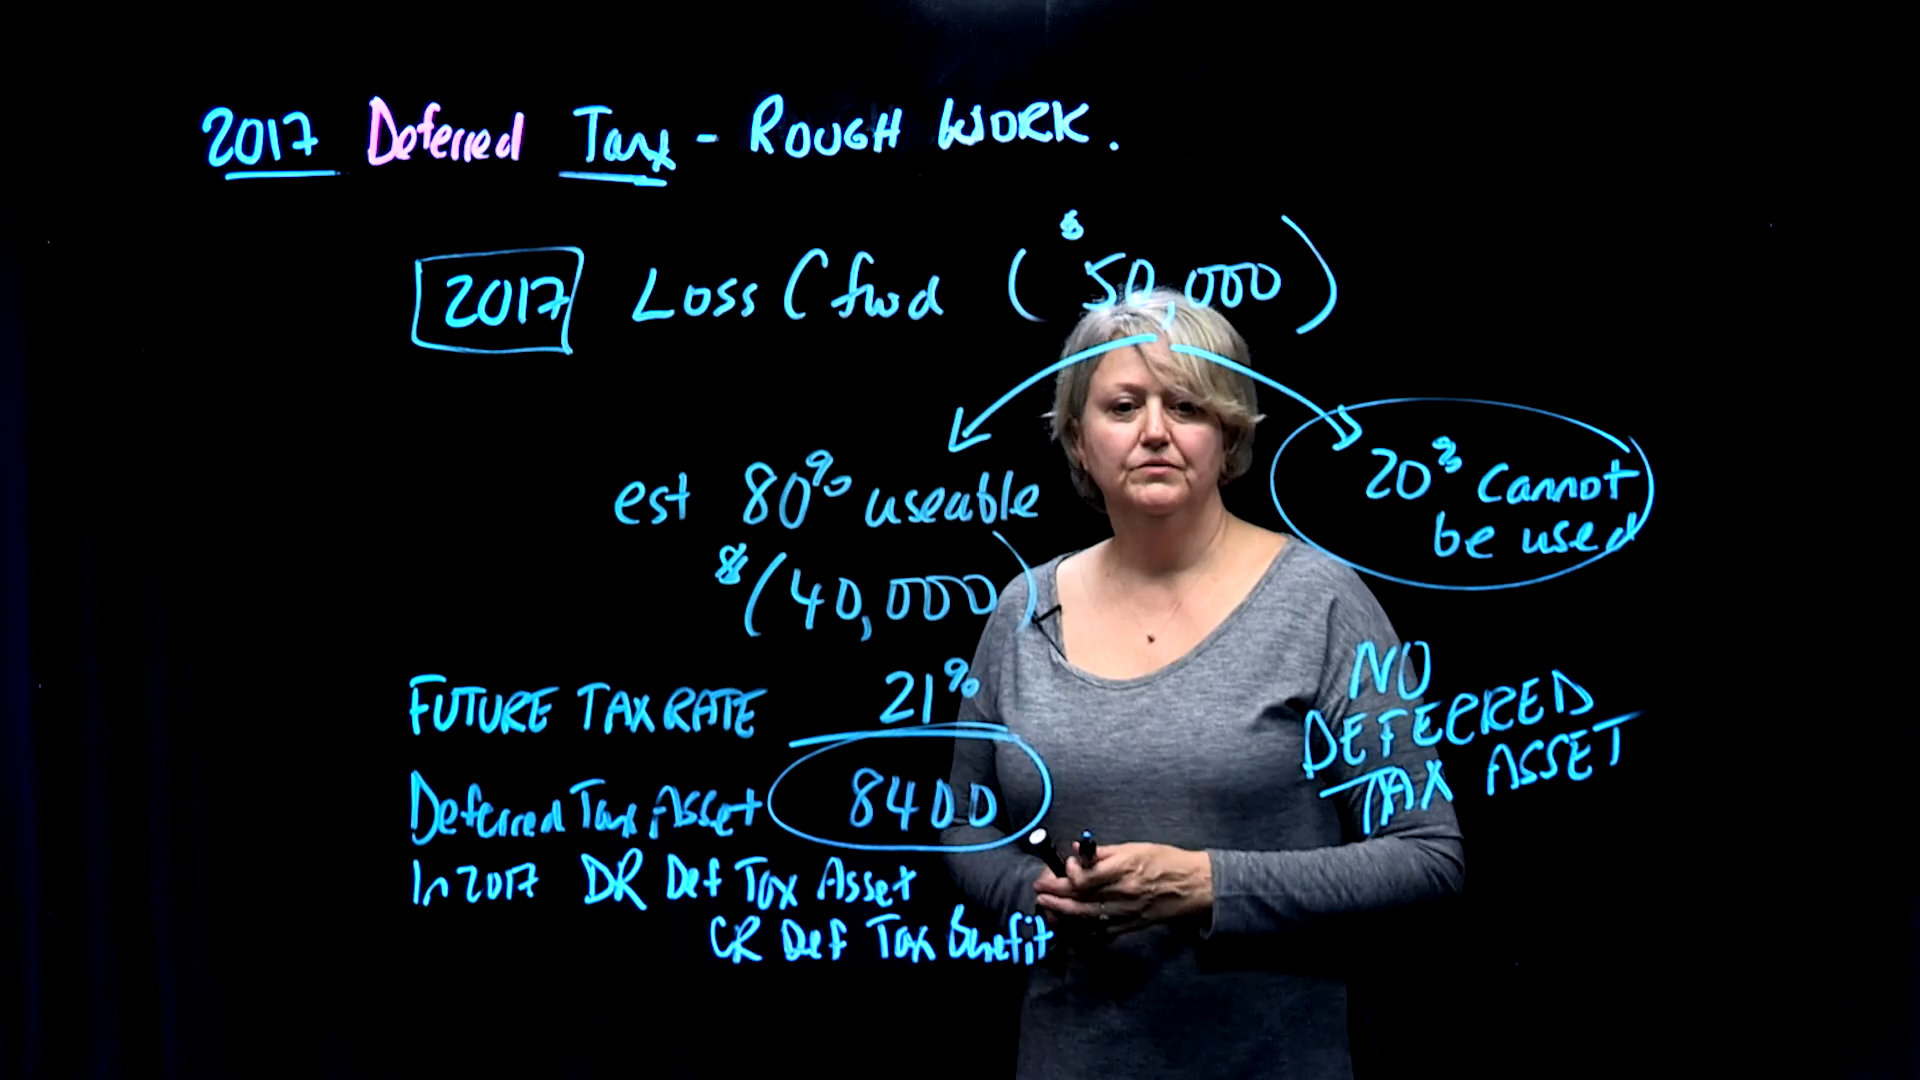 2017 Deferred Tax - ROUGH WORK.
2017 Loss Cfwd ($50,000)
est 80% useable
$(40,000)
20% cannot
be used
FUTURE TAX RATE 21%
NO
DEFERRED
TAX ASSET
Deferred Tax Asset 8400
In 2017 DR Def Tax Asset
CR Def Tax Benefit